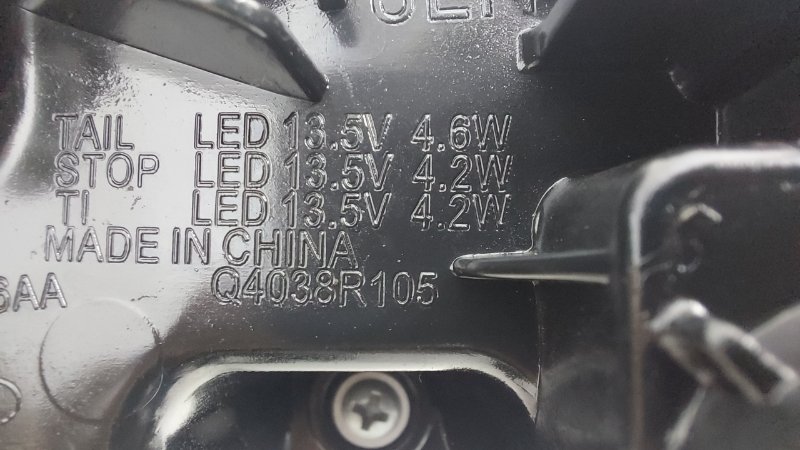 TAIL LED 13.5V 4.6W
STOP LED 13.5V 4.2W
TI LED 13.5V 4.2W
MADE IN CHINA
6AA Q4038R105